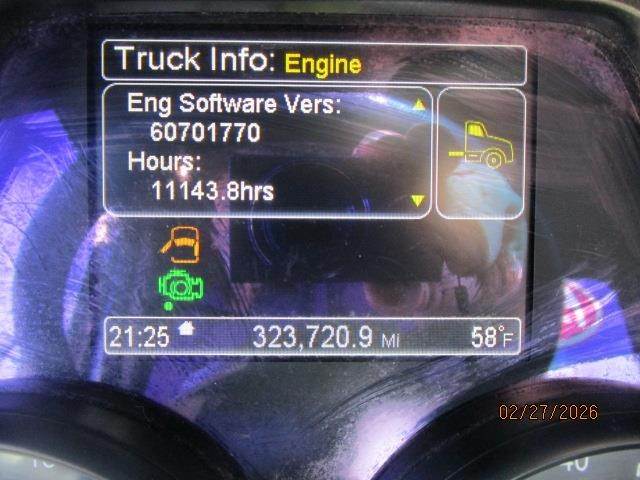 Truck Info: Engine
Eng Software Vers:
60701770
Hours:
11143.8hrs
21:25 323,720.9 MI 58°F
02/27/2026
40